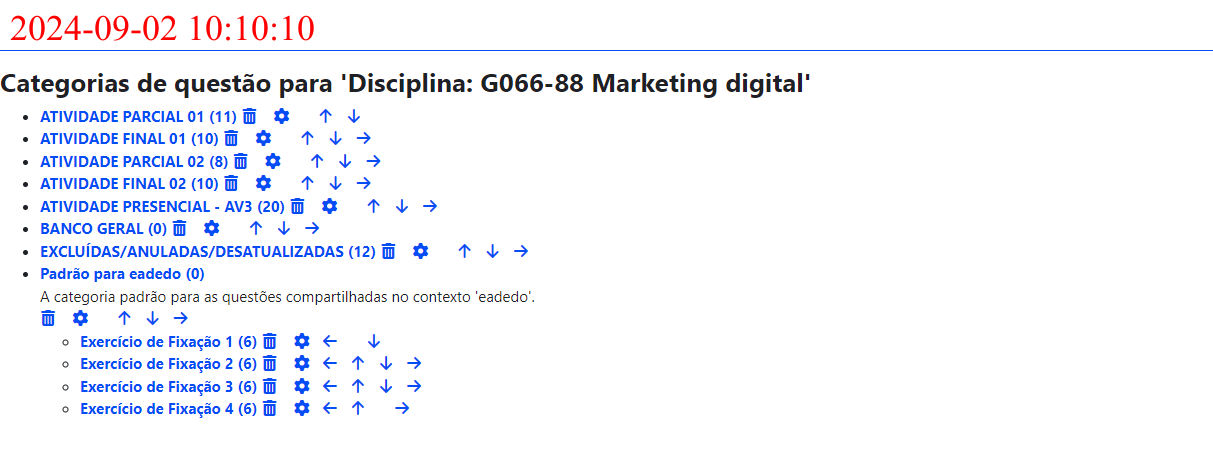 2024-09-02 10:10:10
Categorias de questão para 'Disciplina: G066-88 Marketing digital'
ATIVIDADE PARCIAL 01 (11)
ATIVIDADE FINAL 01 (10)
ATIVIDADE PARCIAL 02 (8)
ATIVIDADE FINAL 02 (10)
ATIVIDADE PRESENCIAL - AV3 (20)
BANCO GERAL (0)
EXCLUÍDAS/ANULADAS/DESATUALIZADAS (12)
Padrão para eadedo (0)
A categoria padrão para as questões compartilhadas no contexto 'eadedo'.
Exercício de Fixação 1 (6)
Exercício de Fixação 2 (6)
Exercício de Fixação 3 (6)
Exercício de Fixação 4 (6)